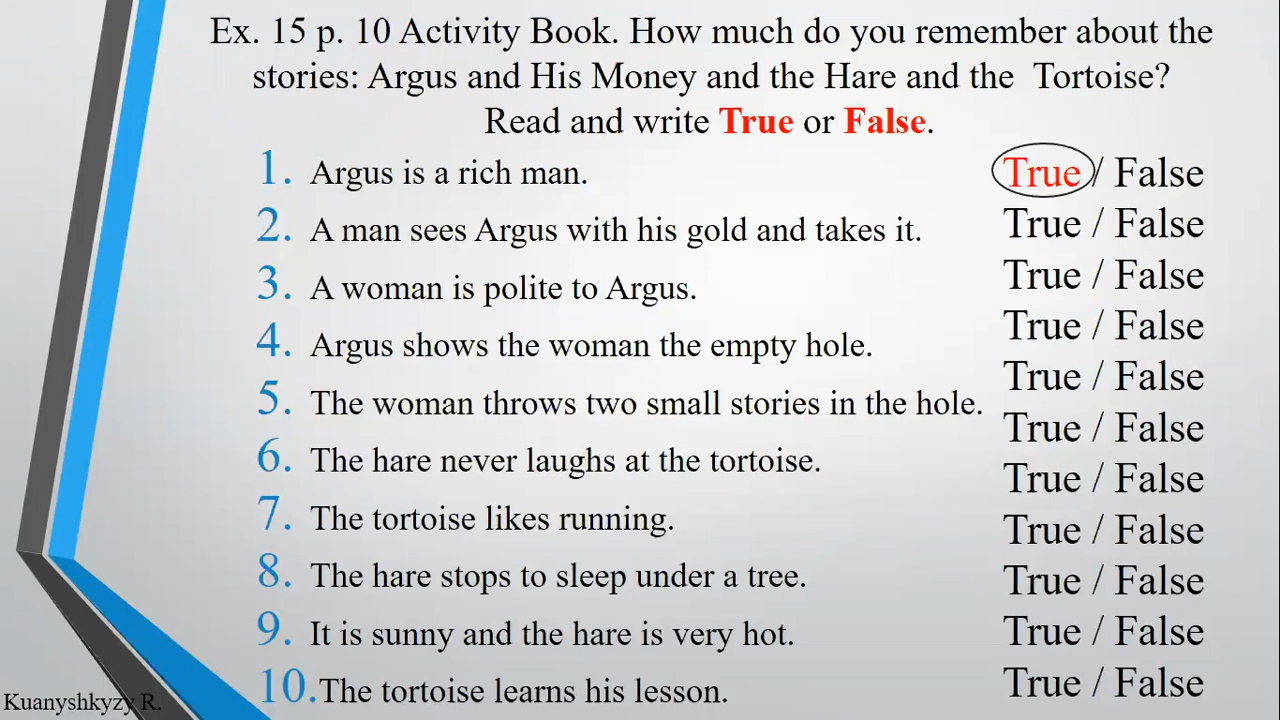 Ex. 15 p. 10 Activity Book. How much do you remember about the
stories: Argus and His Money and the Hare and the Tortoise?
Read and write True or False.
1. Argus is a rich man. True / False
2. A man sees Argus with his gold and takes it. True / False
3. A woman is polite to Argus. True / False
4. Argus shows the woman the empty hole. True / False
5. The woman throws two small stories in the hole. True / False
6. The hare never laughs at the tortoise. True / False
7. The tortoise likes running. True / False
8. The hare stops to sleep under a tree. True / False
9. It is sunny and the hare is very hot. True / False
10. The tortoise learns his lesson. True / False
True / False
Kuanyshkyzy R.